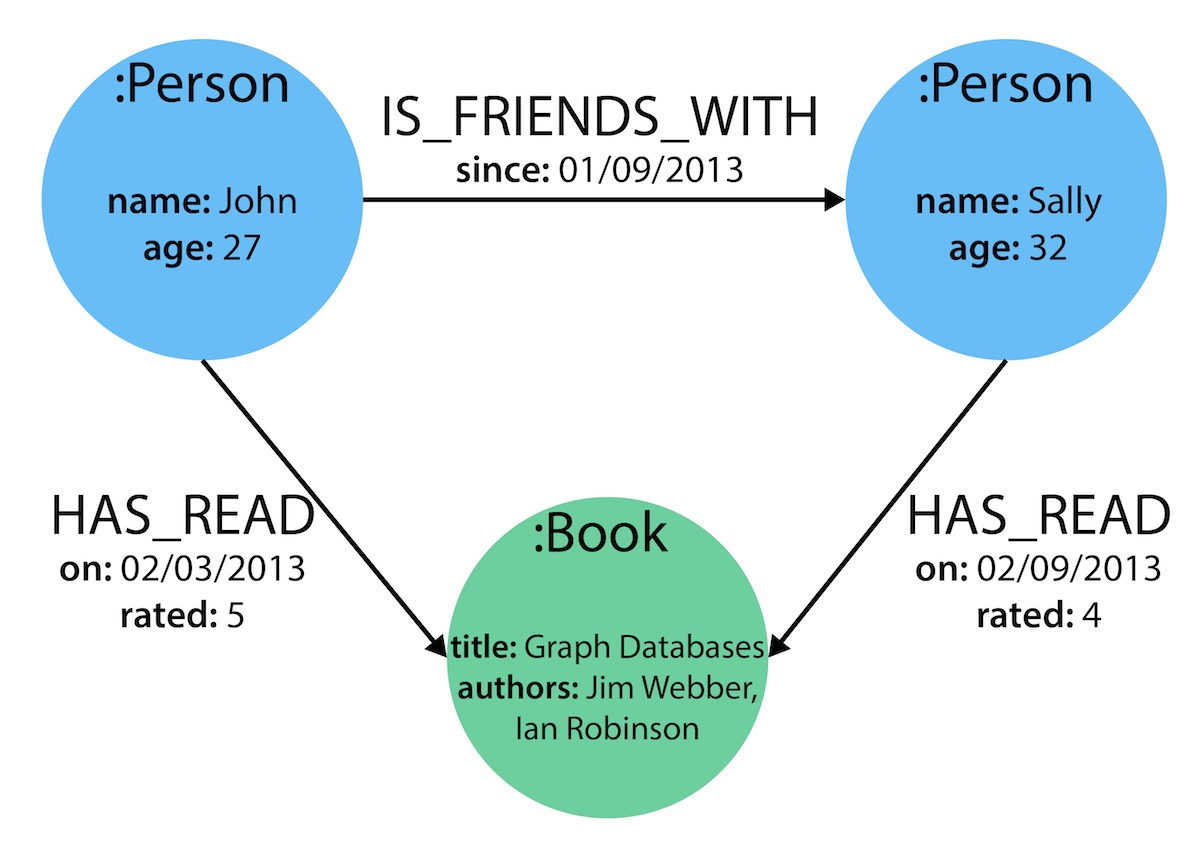 :Person
name: John
age: 27
IS_FRIENDS_WITH
since: 01/09/2013
:Person
name: Sally
age: 32
HAS_READ
on: 02/03/2013
rated: 5
:Book
title: Graph Databases
authors: Jim Webber,
Ian Robinson
HAS_READ
on: 02/09/2013
rated: 4